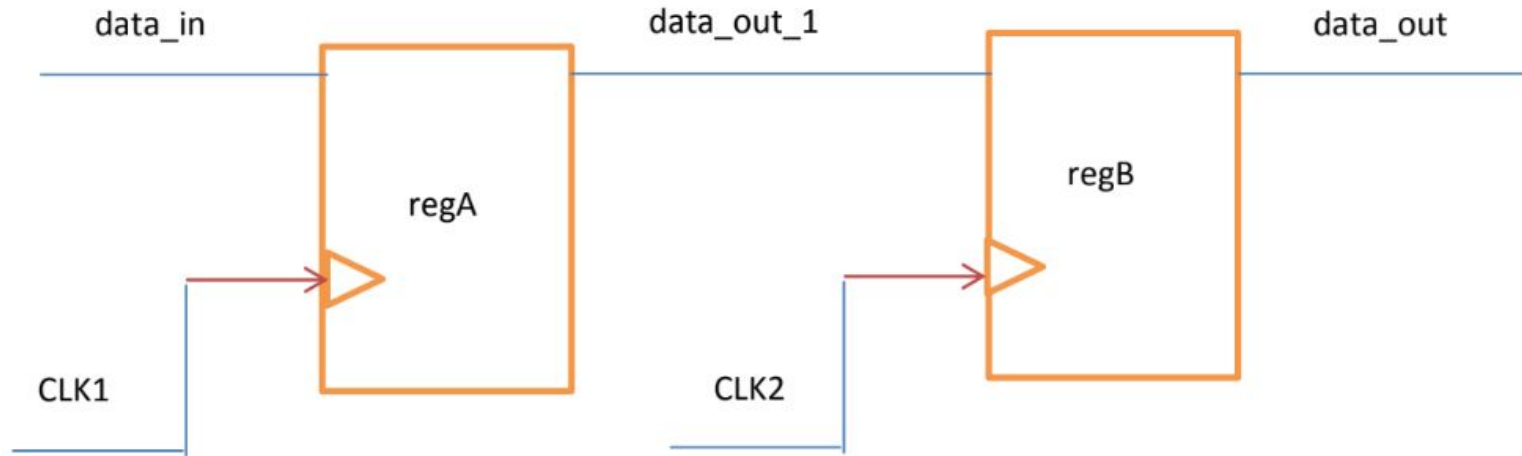 data_in
data_out_1
data_out
regA
regB
CLK1
CLK2